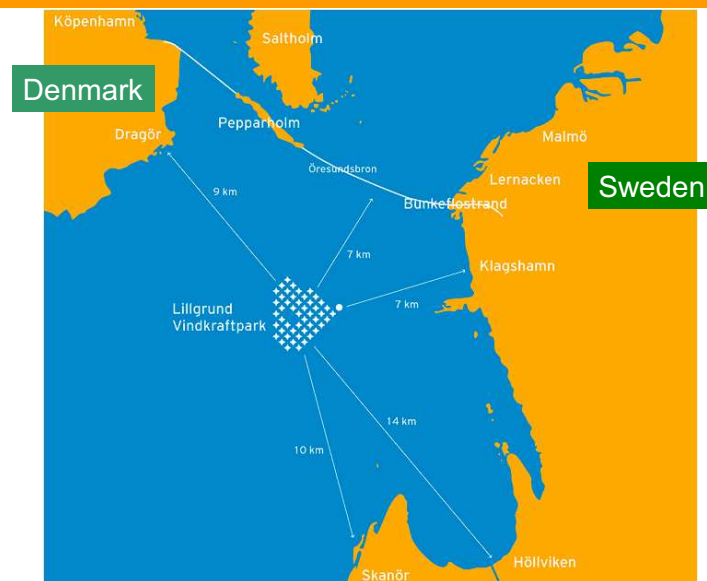 Köpenhamn
Saltholm
Denmark
Pepparholm
Dragör
Malmö
Öresundsbron
Lernacken
Sweden
9 km
Bunkeflostrand
7 km
Klagshamn
Lillgrund
Vindkraftpark
7 km
14 km
10 km
Höllviken
Skanör